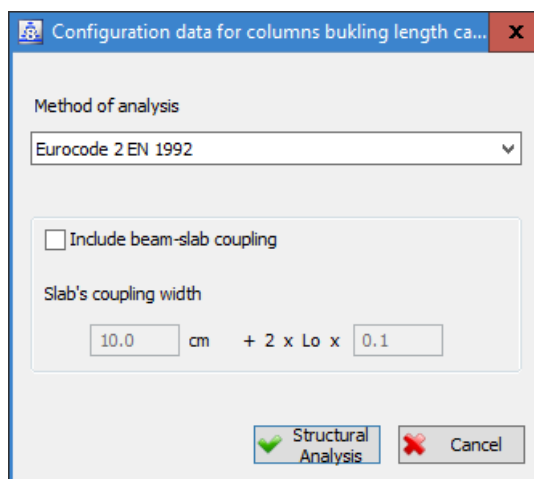 Configuration data for columns bukling length ca...
Method of analysis
Eurocode 2 EN 1992
Include beam-slab coupling
Slab's coupling width
10.0 cm + 2 x Lo x 0.1
Structural
Analysis
Cancel